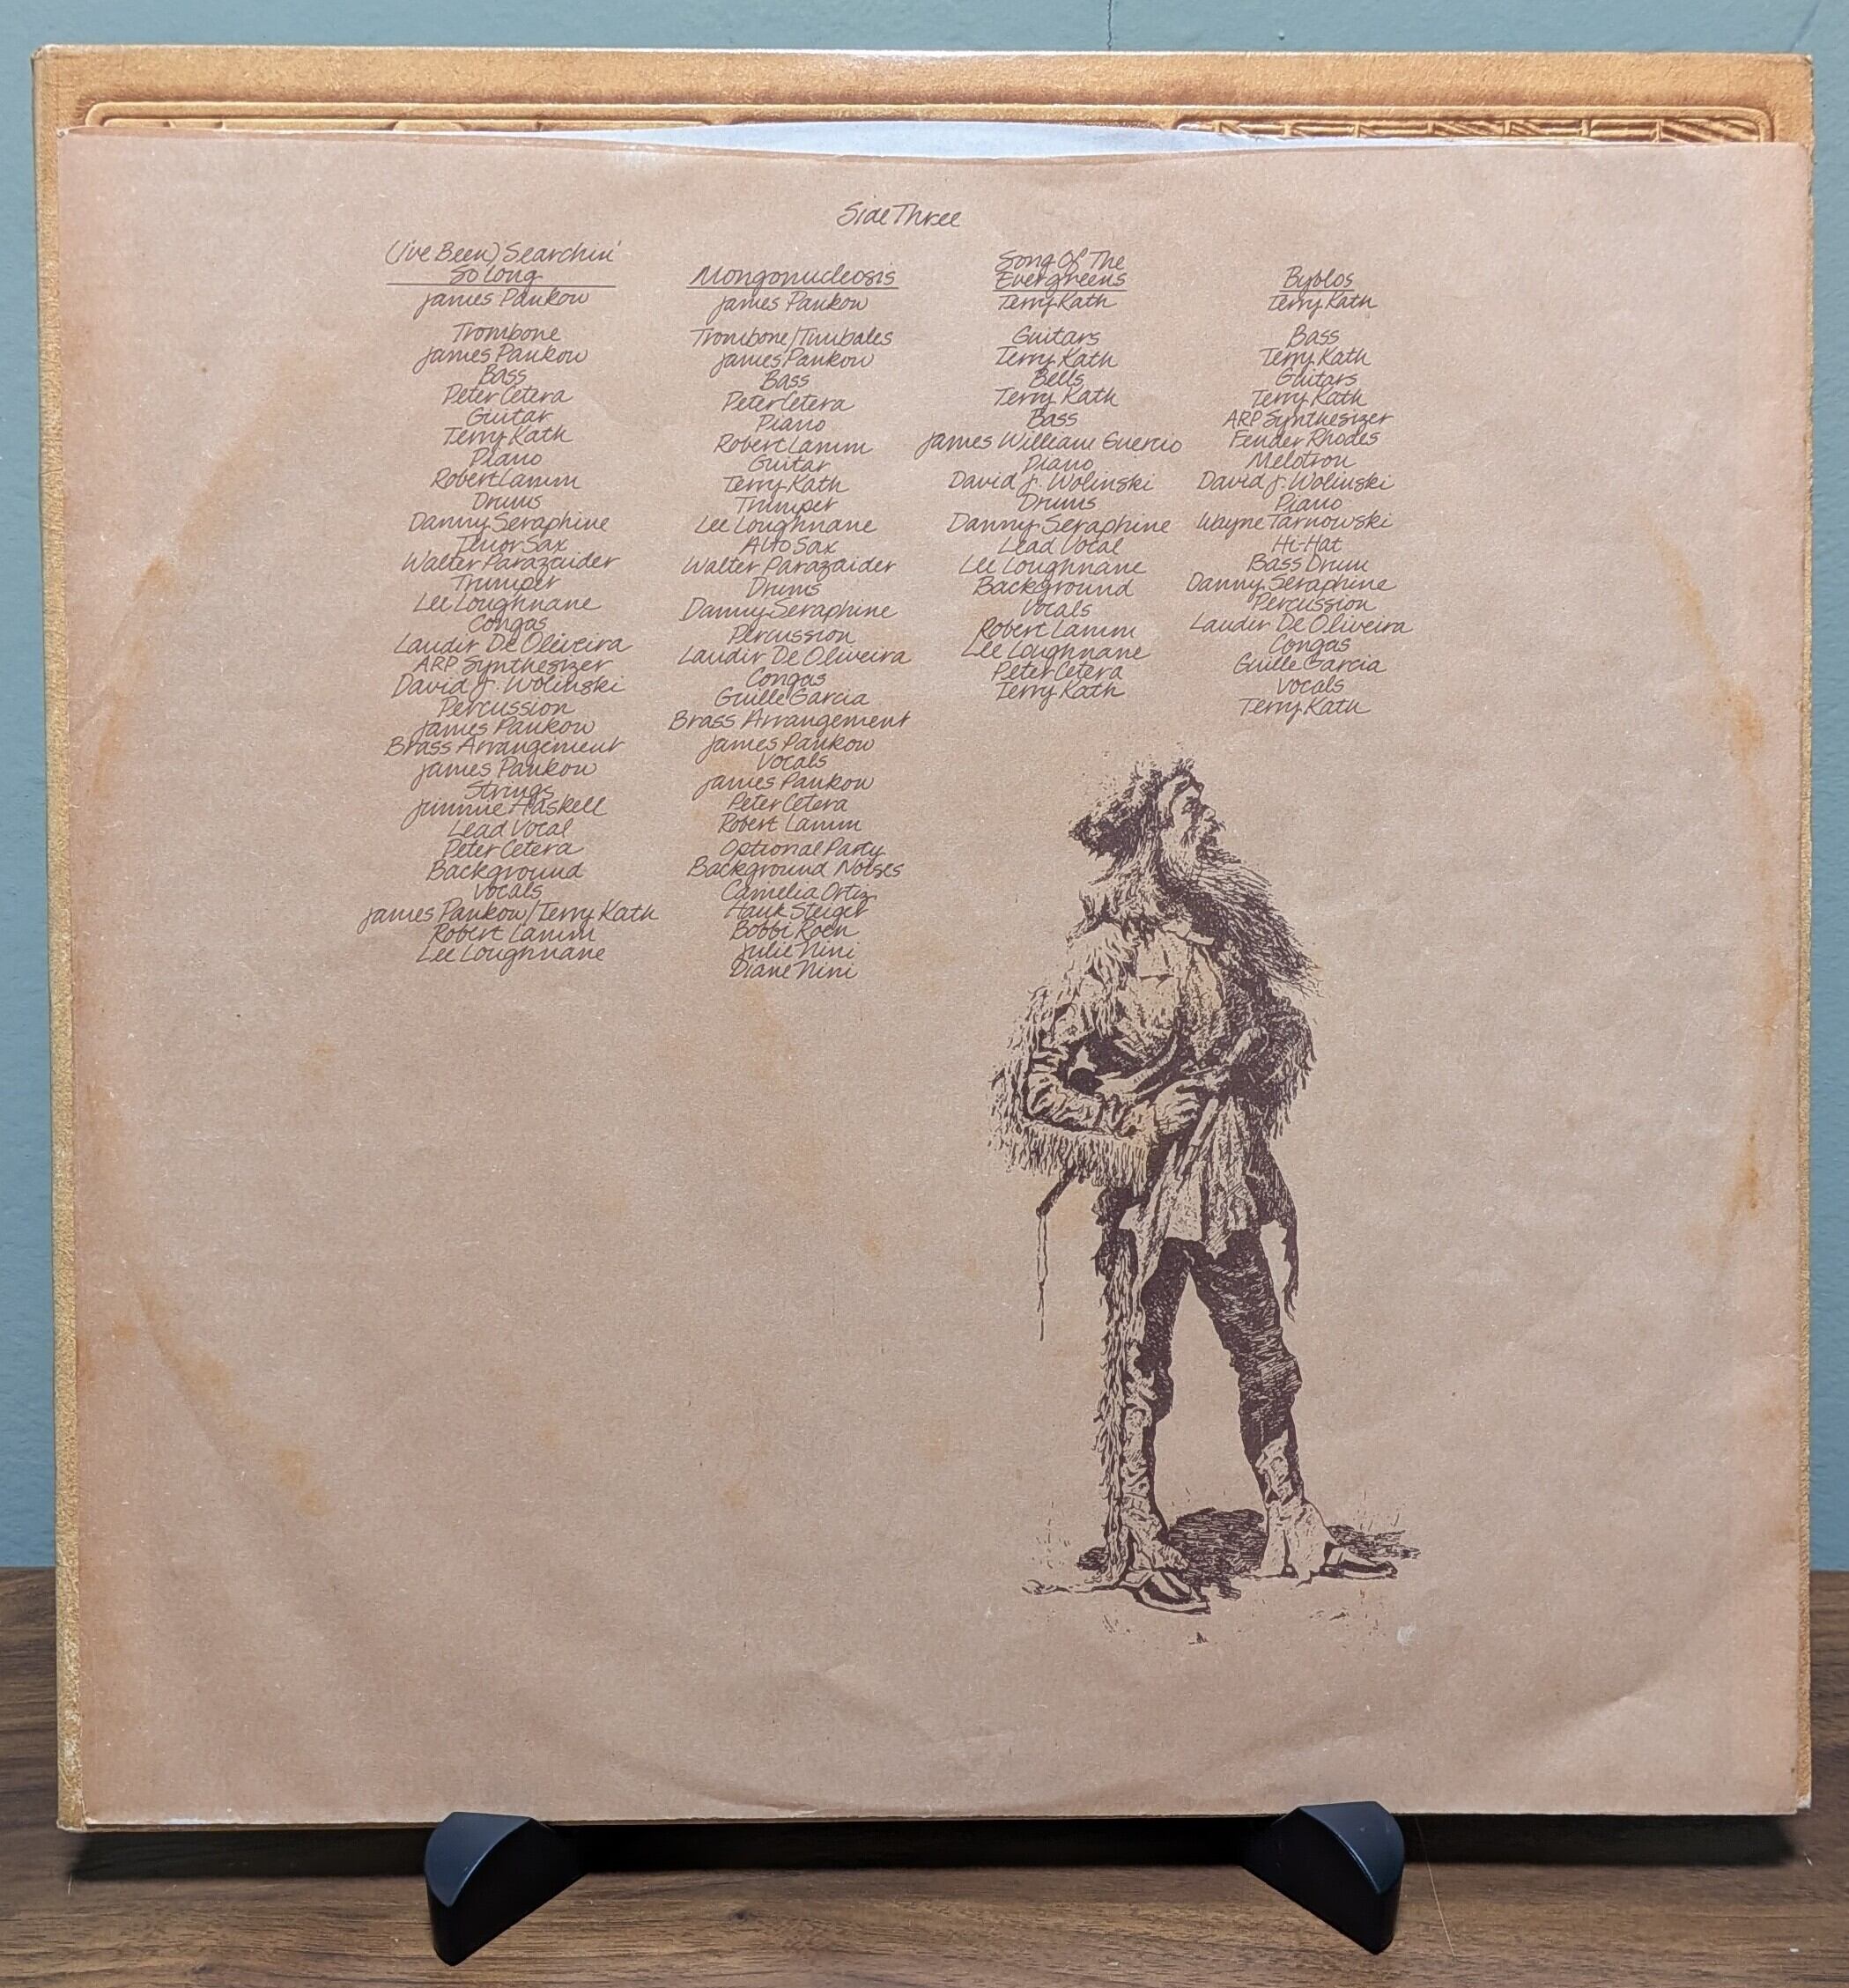 Side Three
(I've Been) Searchin'
So Long
James Pankow
Trombone
James Pankow
Bass
Peter Cetera
Guitar
Terry Kath
Piano
Robert Lamm
Drums
Danny Seraphine
Tenor Sax
Walter Parazaider
Trumpet
Lee Loughnane
Congas
Laudir De Oliveira
ARP Synthesizer
David J. Wolinski
Percussion
James Pankow
Brass Arrangement
James Pankow
Strings
Jimmie Haskell
Lead Vocal
Peter Cetera
Background
Vocals
James Pankow/Terry Kath
Robert Lamm
Lee Loughnane
Mongonucleosis
James Pankow
Trombone/Timbales
James Pankow
Bass
Peter Cetera
Piano
Robert Lamm
Guitar
Terry Kath
Trumpet
Lee Loughnane
Alto Sax
Walter Parazaider
Drums
Danny Seraphine
Percussion
Laudir De Oliveira
Congas
Guille Garcia
Brass Arrangement
James Pankow
Vocals
James Pankow
Peter Cetera
Robert Lamm
Optional Party
Background Noises
Camelia Ortiz
Hank Steiger
Bobbi Roen
Julie Nini
Diane Nini
Song Of The
Evergreens
Terry Kath
Guitars
Terry Kath
Bells
Terry Kath
Bass
James William Guercio
Piano
David J. Wolinski
Drums
Danny Seraphine
Lead Vocal
Lee Loughnane
Background
Vocals
Robert Lamm
Lee Loughnane
Peter Cetera
Terry Kath
Byblos
Terry Kath
Bass
Terry Kath
Guitars
Terry Kath
ARP Synthesizer
Fender Rhodes
Melotron
David J. Wolinski
Piano
Wayne Tarnowski
Hi-Hat
Bass Drum
Danny Seraphine
Percussion
Laudir De Oliveira
Congas
Guille Garcia
Vocals
Terry Kath